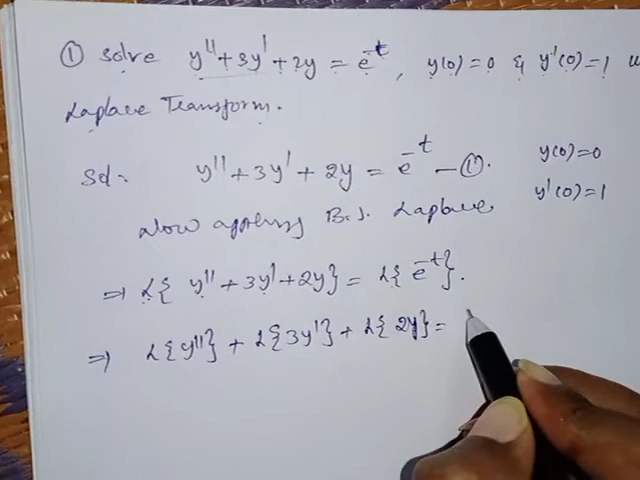 ① Solve y'' + 3y' + 2y = e^-t, y(0)=0 & y'(0)=1
Laplace Transform.
Sol: y'' + 3y' + 2y = e^-t — ①. y(0)=0
y'(0)=1
Now applying B.S. Laplace
⇒ L{ y'' + 3y' + 2y} = L{ e^-t}.
⇒ L{y''} + L{3y'} + L{2y} =